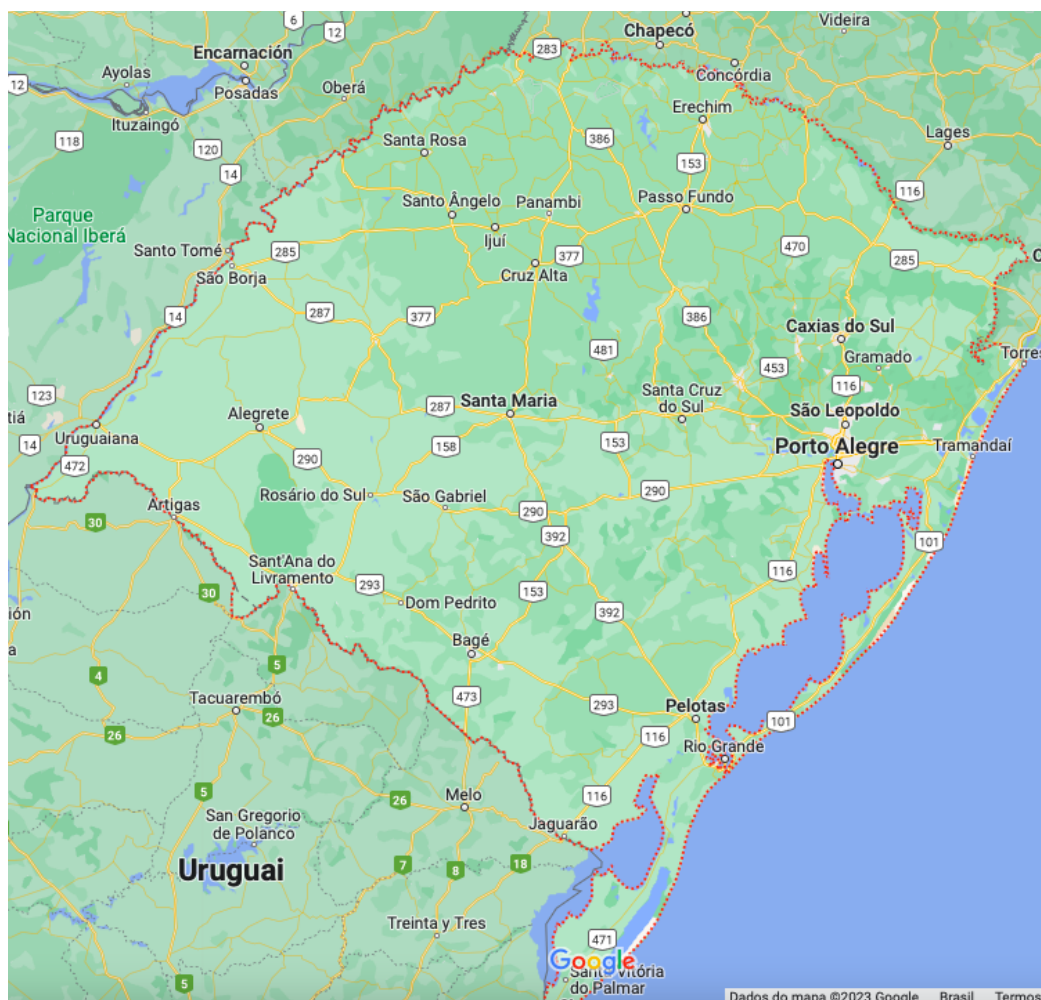 6
12
283
Chapecó
Videira
Encarnación
Concórdia
Ayolas
12
Posadas
Oberá
Ituzaingó
Erechim
118
120
Santa Rosa
386
Lages
153
14
116
Parque
Nacional Iberá
Santo Ângelo
Panambi
Passo Fundo
Ijuí
Santo Tomé
285
377
470
285
São Borja
Cruz Alta
14
287
377
386
Caxias do Sul
481
Gramado
Torres
453
123
116
Santa Cruz
do Sul
Santa Maria
287
São Leopoldo
tiá
Alegrete
14
Uruguaiana
158
153
Porto Alegre
Tramandaí
472
290
Rosário do Sul
São Gabriel
290
Artigas
30
290
392
101
Sant'Ana do
Livramento
116
293
30
153
ión
Dom Pedrito
392
Bagé
a
5
4
473
Tacuarembó
293
Pelotas
26
101
26
116
Rio Grande
5
116
26
Melo
San Gregorio
de Polanco
Jaguarão
Uruguai
7
8
18
Treinta y Tres
471
Google
Santa Vitória
do Palmar
5
Dados do mapa ©2023 Google
Brasil
Termos